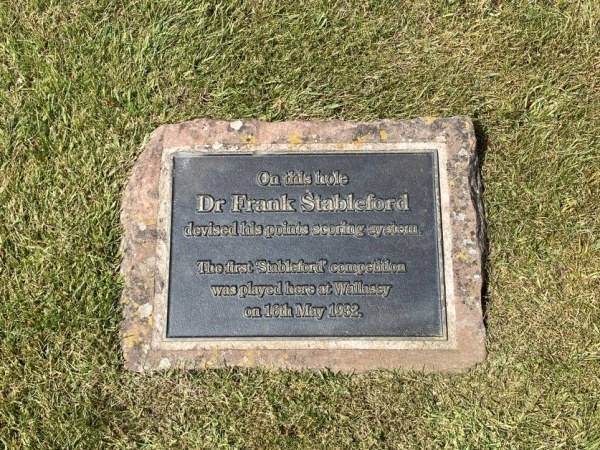 On this hole
Dr Frank Stableford
devised his points scoring system.
The first 'Stableford' competition
was played here at Wallasey
on 16th May 1932.